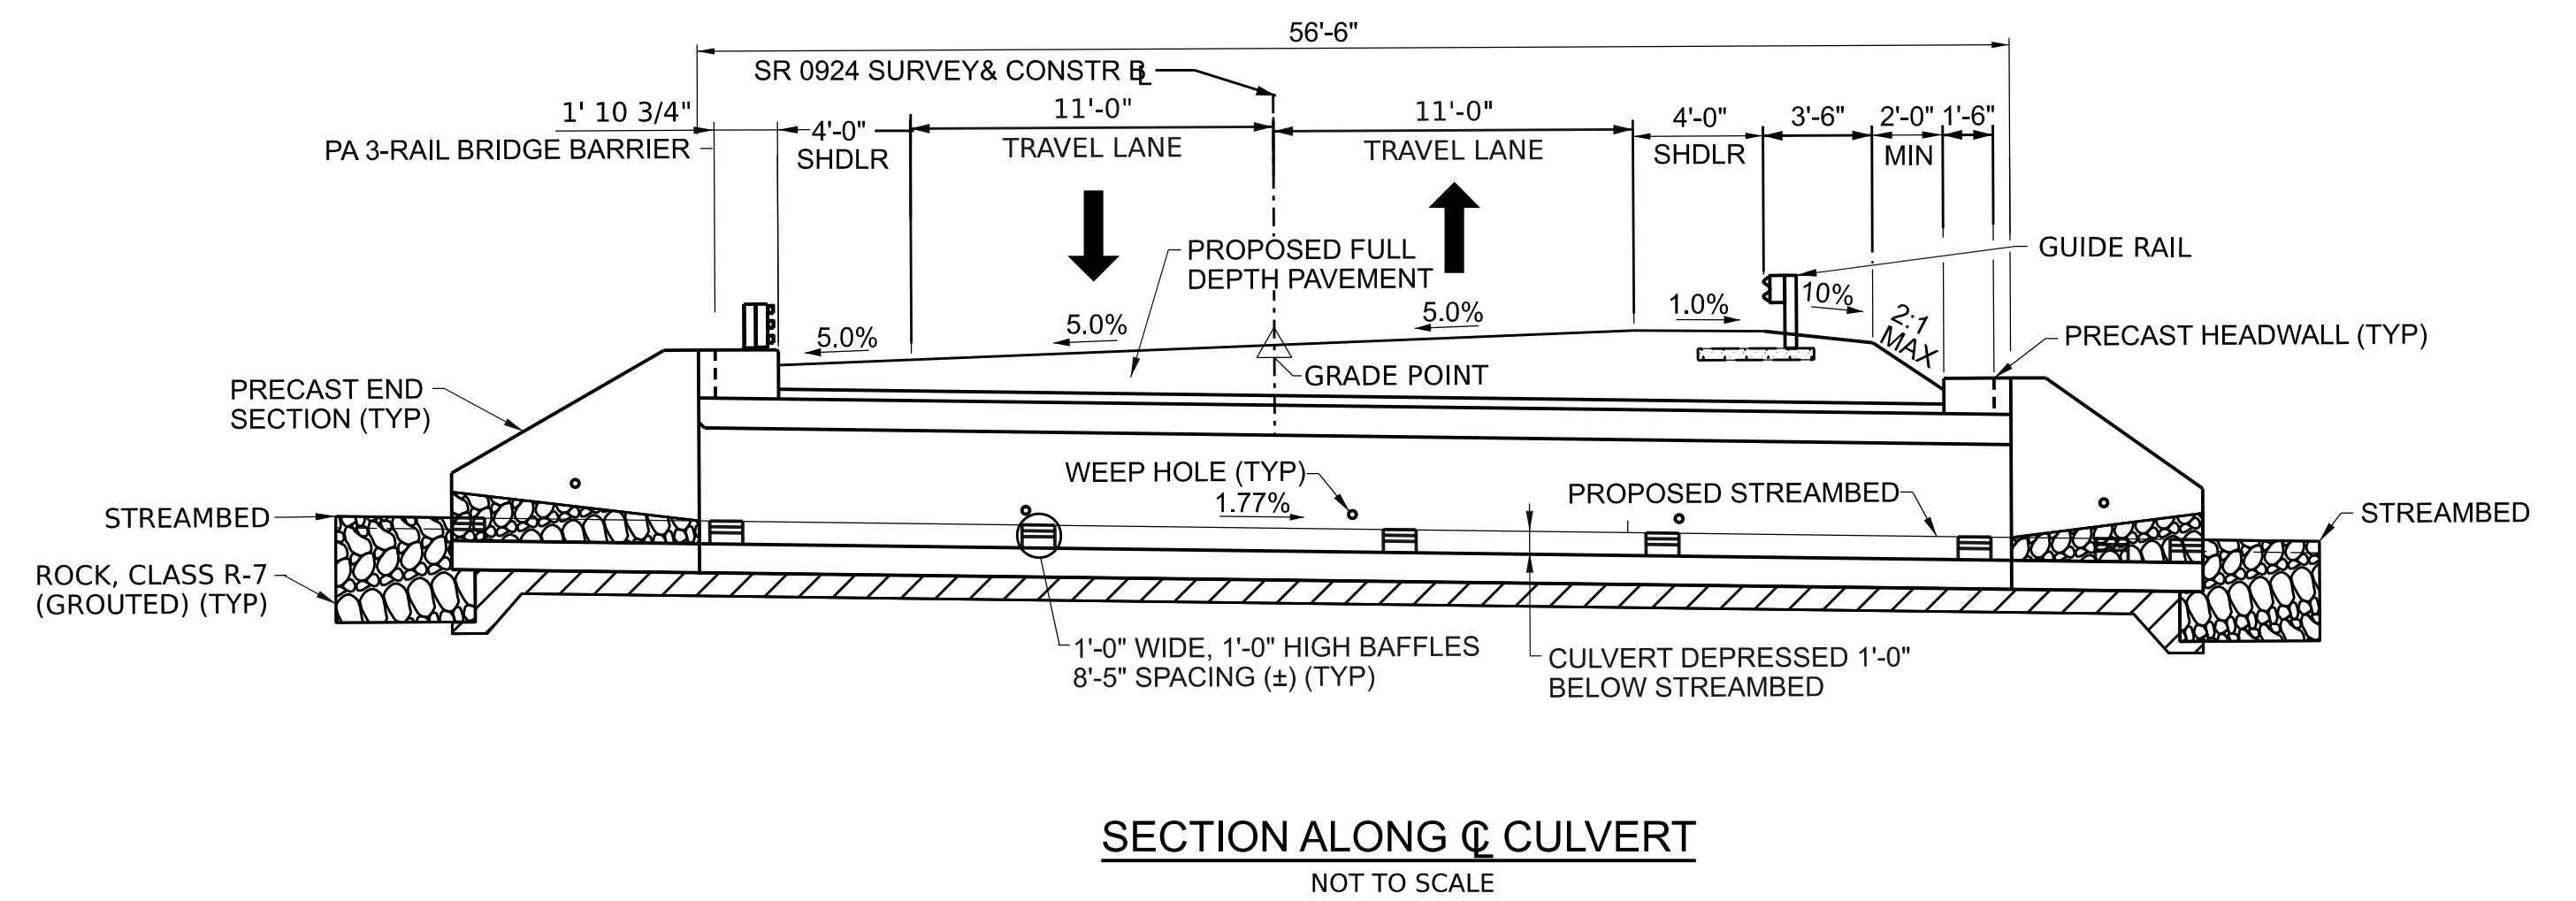 56'-6"
SR 0924 SURVEY& CONSTR BL
1' 10 3/4"
PA 3-RAIL BRIDGE BARRIER
4'-0"
SHDLR
11'-0"
TRAVEL LANE
11'-0"
TRAVEL LANE
4'-0"
SHDLR
3'-6"
2'-0"
MIN
1'-6"
PROPOSED FULL
DEPTH PAVEMENT
GUIDE RAIL
5.0%
5.0%
5.0%
1.0%
10%
2:1
MAX
PRECAST HEADWALL (TYP)
GRADE POINT
PRECAST END
SECTION (TYP)
WEEP HOLE (TYP)
1.77%
PROPOSED STREAMBED
STREAMBED
STREAMBED
ROCK, CLASS R-7
(GROUTED) (TYP)
1'-0" WIDE, 1'-0" HIGH BAFFLES
8'-5" SPACING (±) (TYP)
CULVERT DEPRESSED 1'-0"
BELOW STREAMBED
SECTION ALONG CL CULVERT
NOT TO SCALE